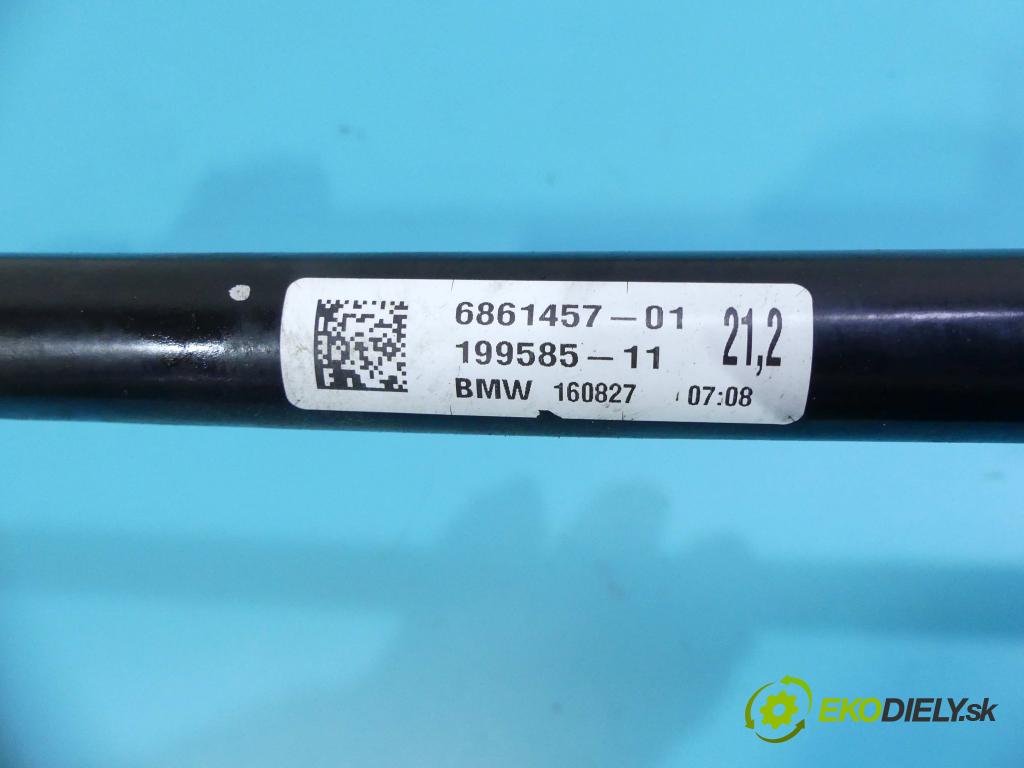 6861457-01
199585-11
21,2
BMW 160827 07:08
EKODIELY.sk